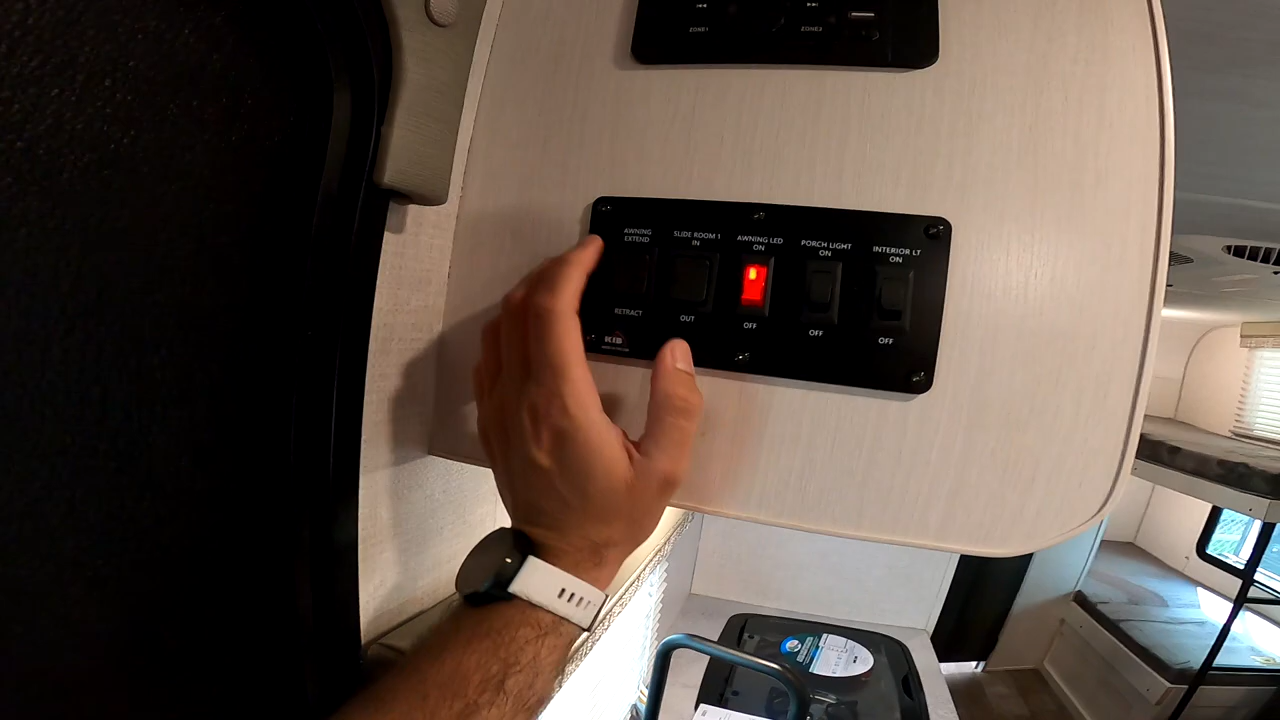 ZONE1
ZONE2
AWNING
EXTEND
SLIDE ROOM 1
IN
AWNING LED
ON
PORCH LIGHT
ON
INTERIOR LT
ON
RETRACT
OUT
OFF
OFF
OFF
KIB